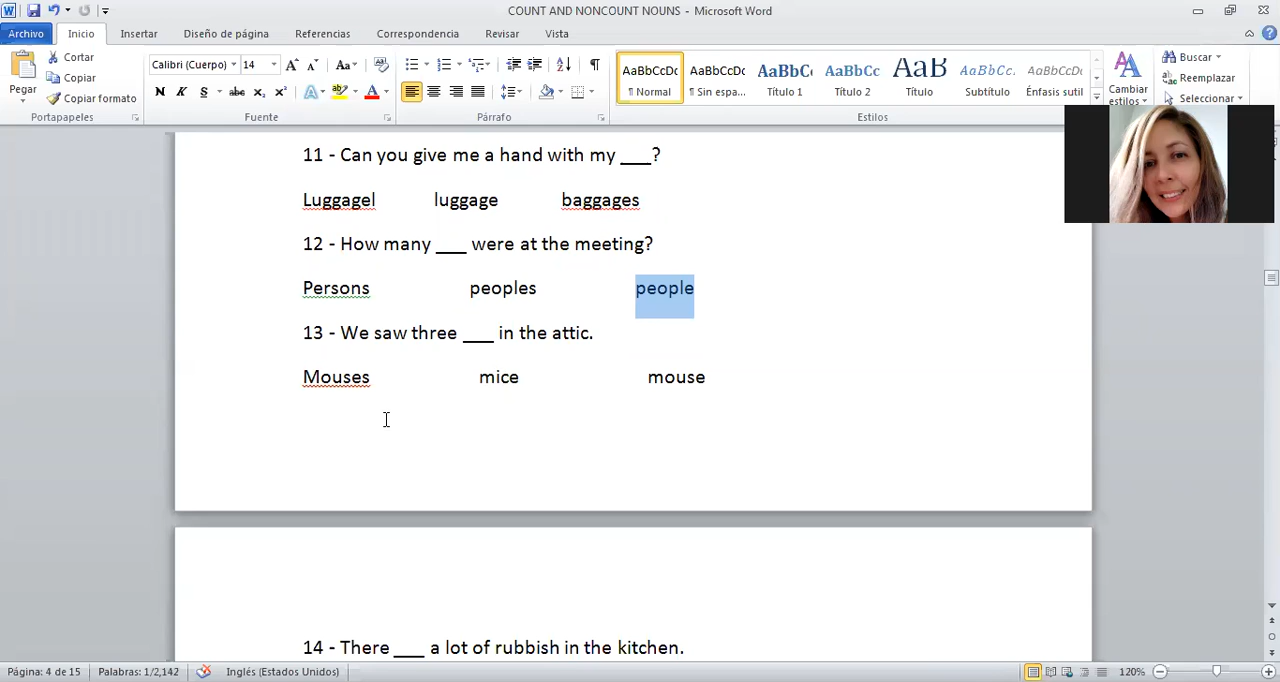 COUNT AND NONCOUNT NOUNS - Microsoft Word
Archivo Inicio Insertar Diseño de página Referencias Correspondencia Revisar Vista
Pegar
Cortar
Copiar
Copiar formato
Portapapeles
Calibri (Cuerpo) 14
Fuente
Párrafo
AaBbCcDc AaBbCcDc AaBbC AaBbCc AaB AaBbCc. AaBbCcDc
¶ Normal ¶ Sin espa... Título 1 Título 2 Título Subtítulo Énfasis sutil
Estilos
Cambiar
estilos
Buscar
Reemplazar
Seleccionar
11 - Can you give me a hand with my ___?
Luggagel luggage baggages
12 - How many ___ were at the meeting?
Persons peoples people
13 - We saw three ___ in the attic.
Mouses mice mouse
14 - There ___ a lot of rubbish in the kitchen.
Página: 4 de 15 Palabras: 1/2,142 Inglés (Estados Unidos) 120%